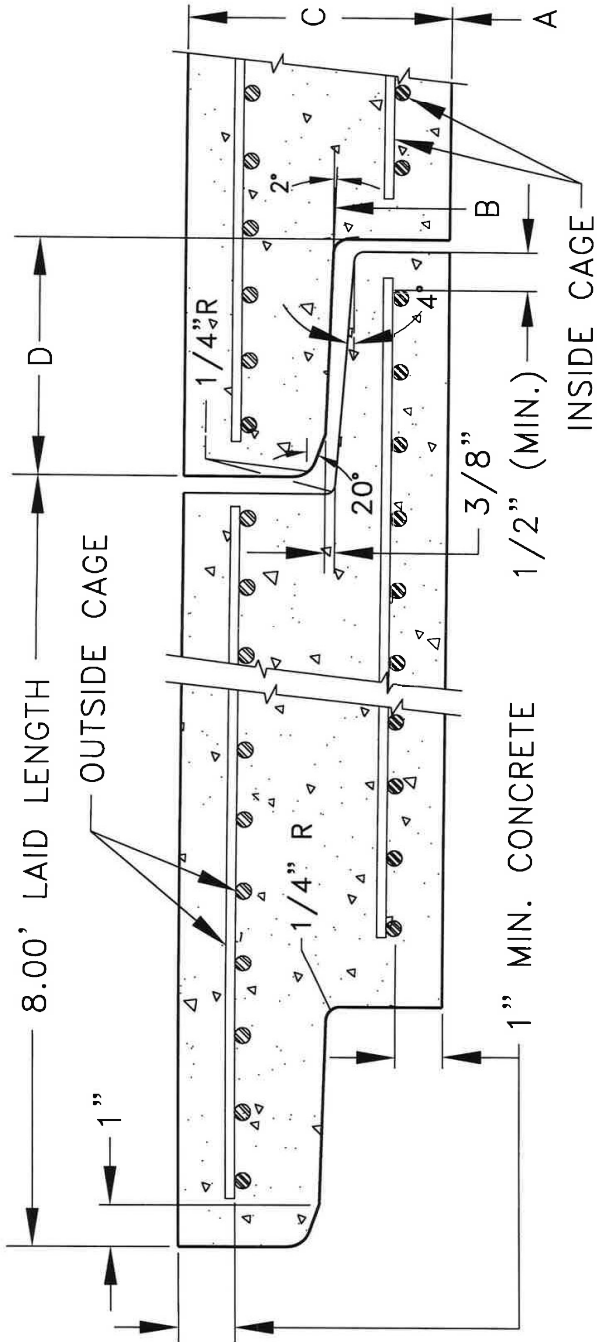 8.00' LAID LENGTH
D
OUTSIDE CAGE
1"
1/4" R
2°
C
A
B
4°
20°
1/4" R
3/8"
1/2" (MIN.)
INSIDE CAGE
1" MIN. CONCRETE